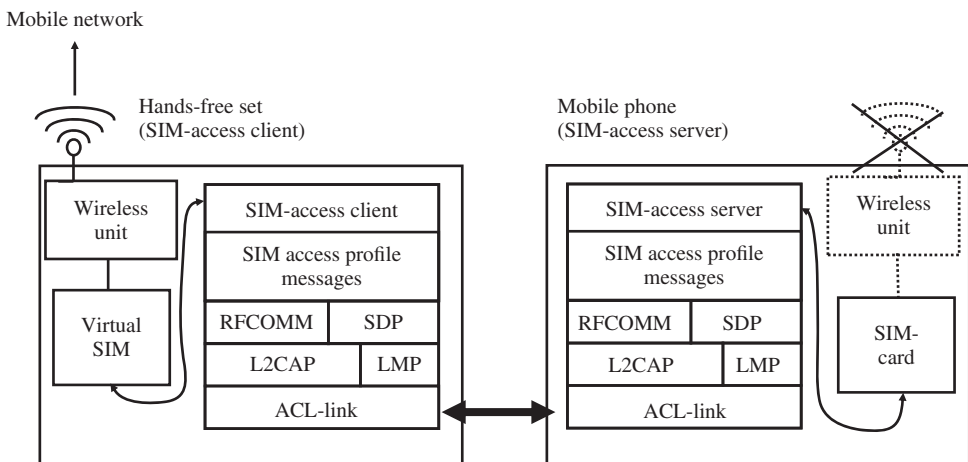 Mobile network
Hands-free set
(SIM-access client)
Wireless
unit
Virtual
SIM
SIM-access client
SIM access profile
messages
RFCOMM
SDP
L2CAP
LMP
ACL-link
Mobile phone
(SIM-access server)
SIM-access server
SIM access profile
messages
RFCOMM
SDP
L2CAP
LMP
ACL-link
Wireless
unit
SIM-
card